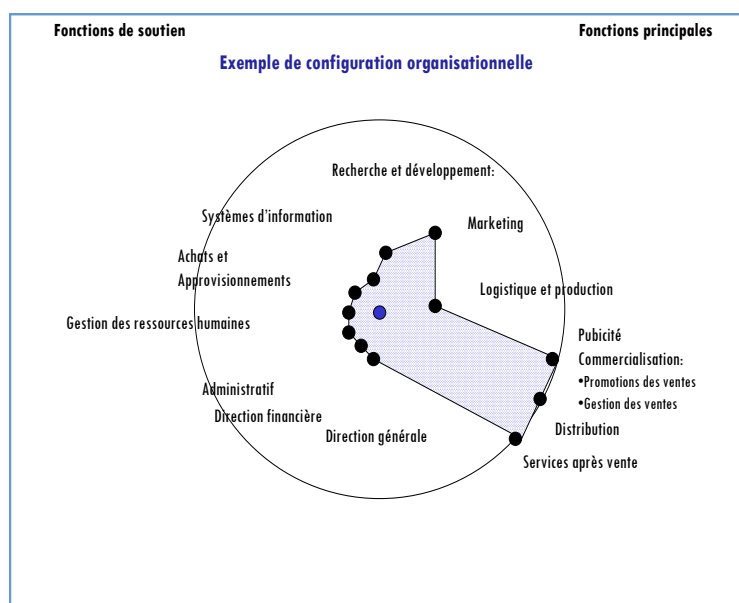 Fonctions de soutien
Fonctions principales
Exemple de configuration organisationnelle
Recherche et développement:
Systèmes d'information
Marketing
Achats et
Approvisionnements
Logistique et production
Gestion des ressources humaines
Pubicité
Commercialisation:
•Promotions des ventes
•Gestion des ventes
Administratif
Direction financière
Distribution
Direction générale
Services après vente